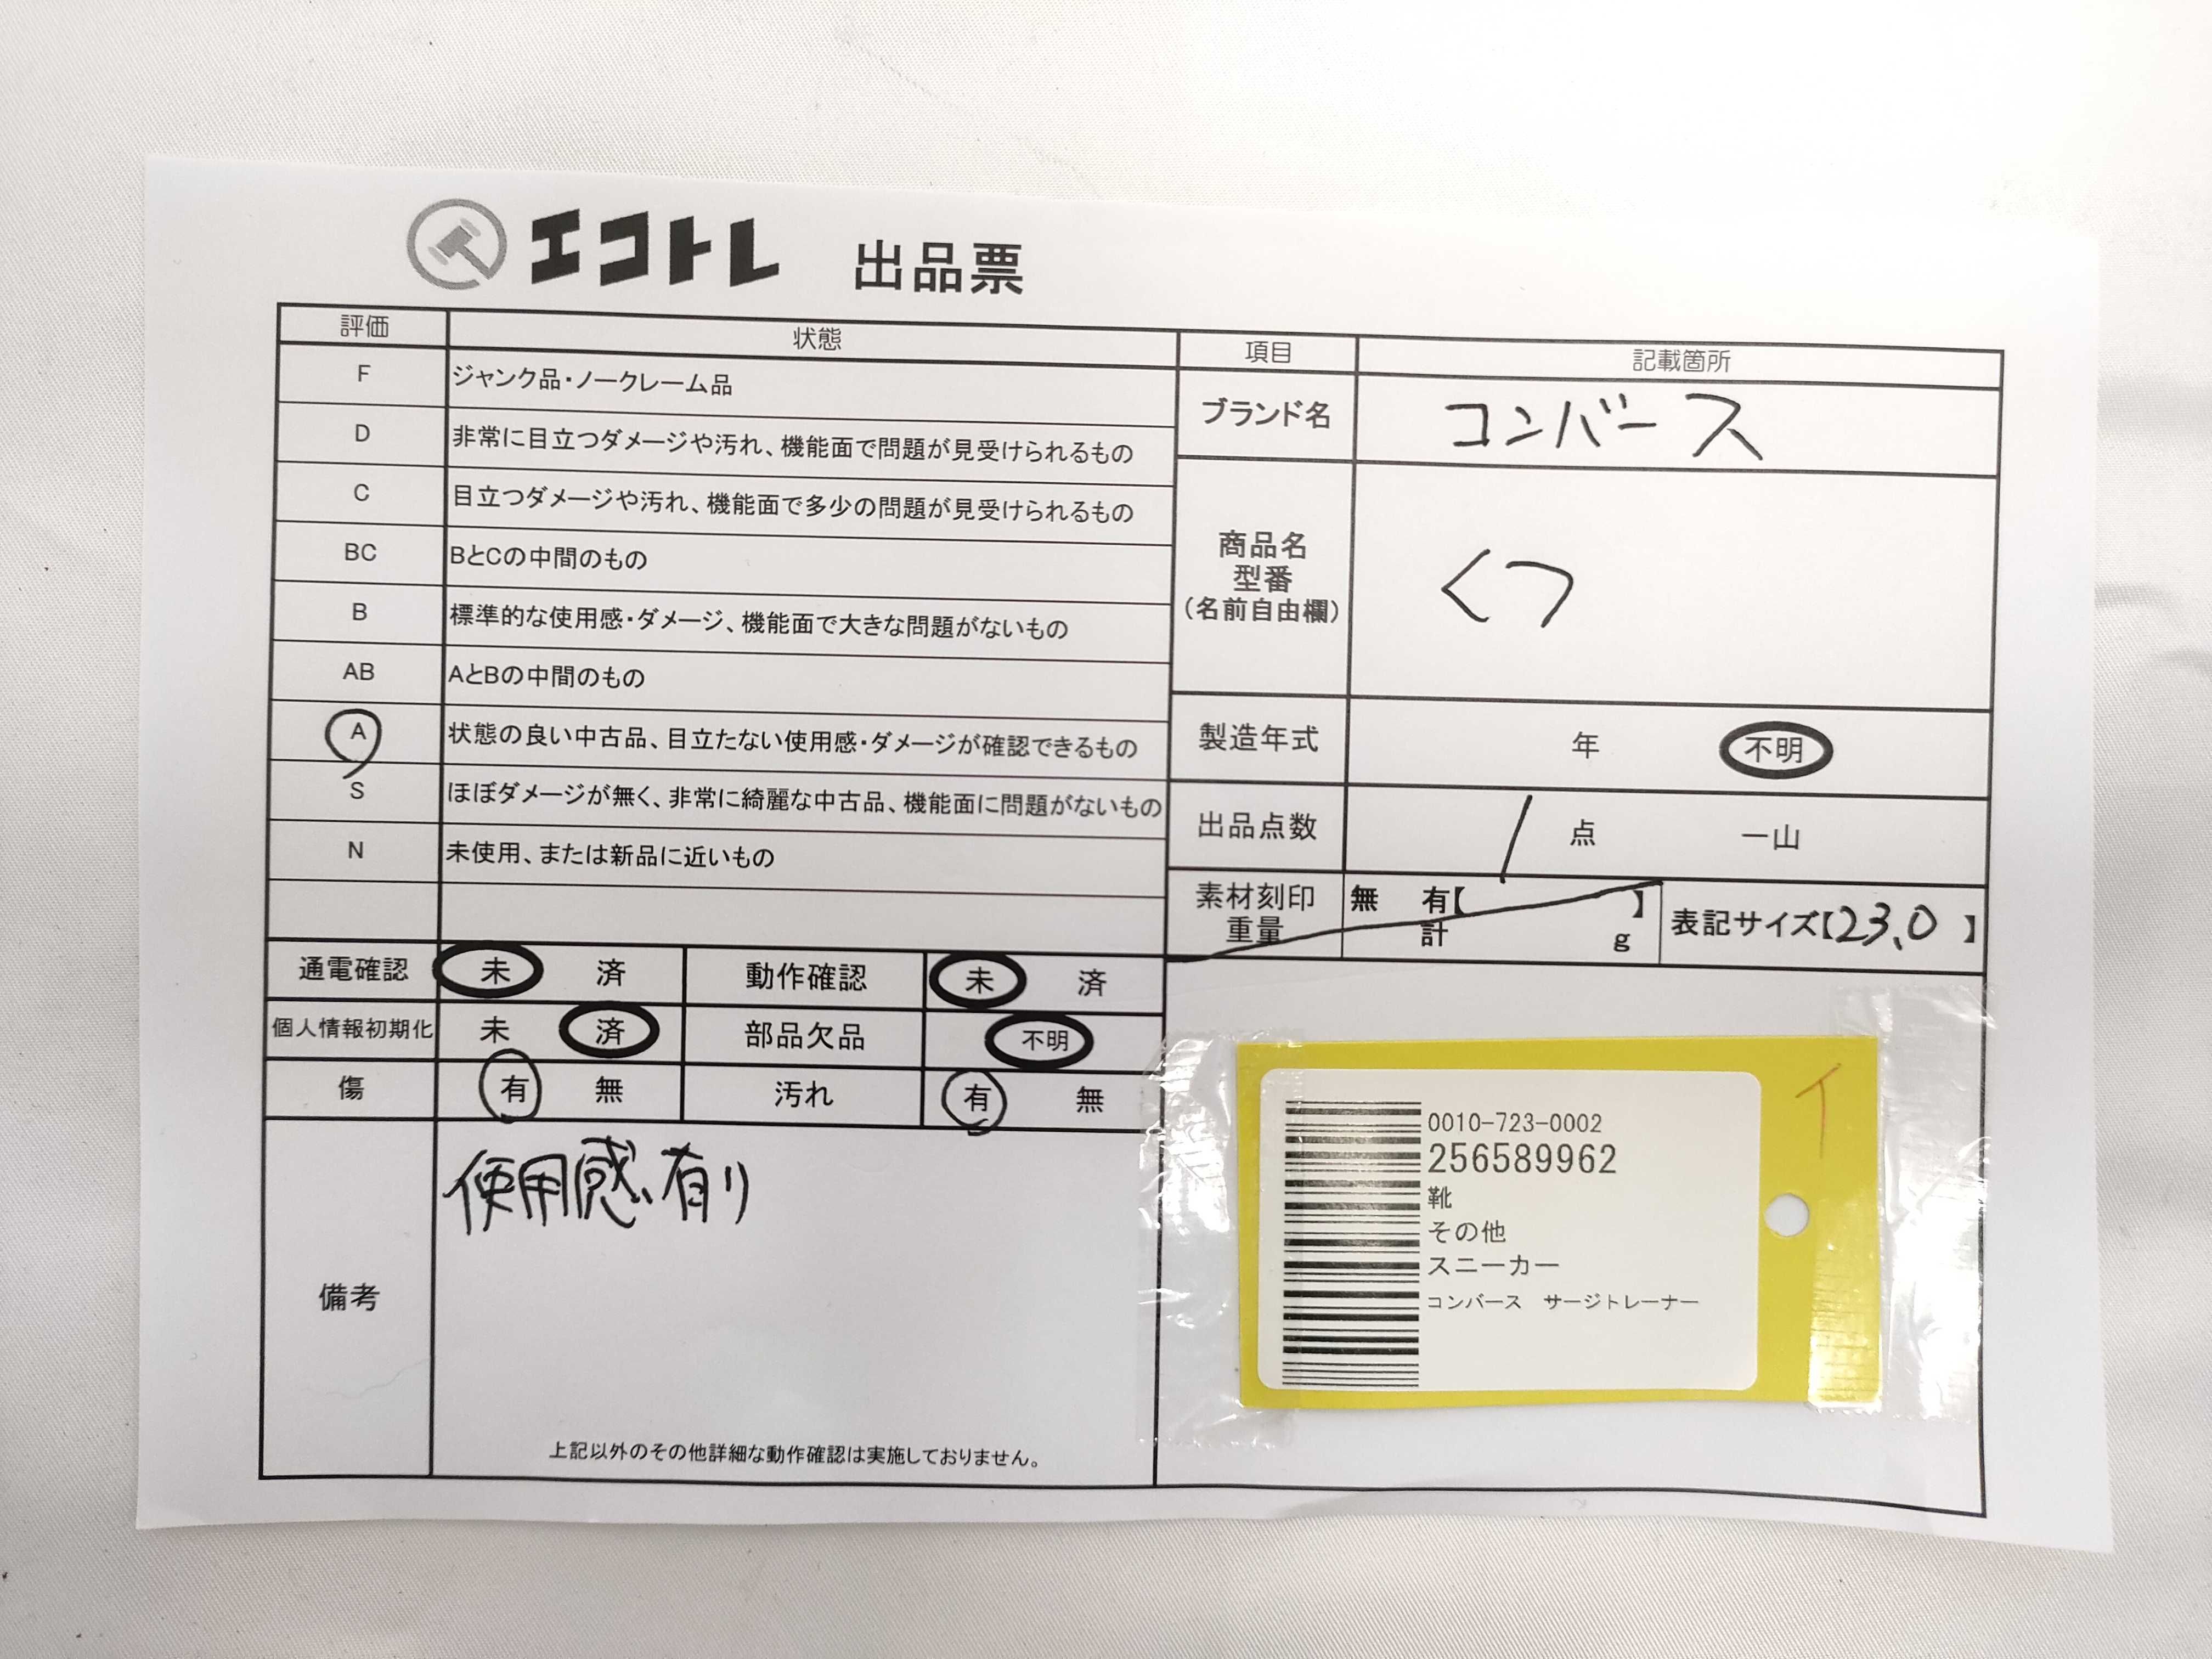 エコトレ 出品票
評価 状態
F ジャンク品・ノークレーム品
D 非常に目立つダメージや汚れ、機能面で問題が見受けられるもの
C 目立つダメージや汚れ、機能面で多少の問題が見受けられるもの
BC BとCの中間のもの
B 標準的な使用感・ダメージ、機能面で大きな問題がないもの
AB AとBの中間のもの
A 状態の良い中古品、目立たない使用感・ダメージが確認できるもの
S ほぼダメージが無く、非常に綺麗な中古品、機能面に問題がないもの
N 未使用、または新品に近いもの
通電確認 未 済 動作確認 未 済
個人情報初期化 未 済 部品欠品 不明
傷 有 無 汚れ 有 無
備考
使用感、有り
上記以外のその他詳細な動作確認は実施しておりません。
項目 記載箇所
ブランド名 コンバース
商品名
型番
(名前自由欄)
くつ
製造年式 年 不明
出品点数 1 点 一山
素材刻印 無 有【 】
重量 計 g
表記サイズ【23.0】
イ
0010-723-0002
256589962
靴
その他
スニーカー
コンバース サージトレーナー